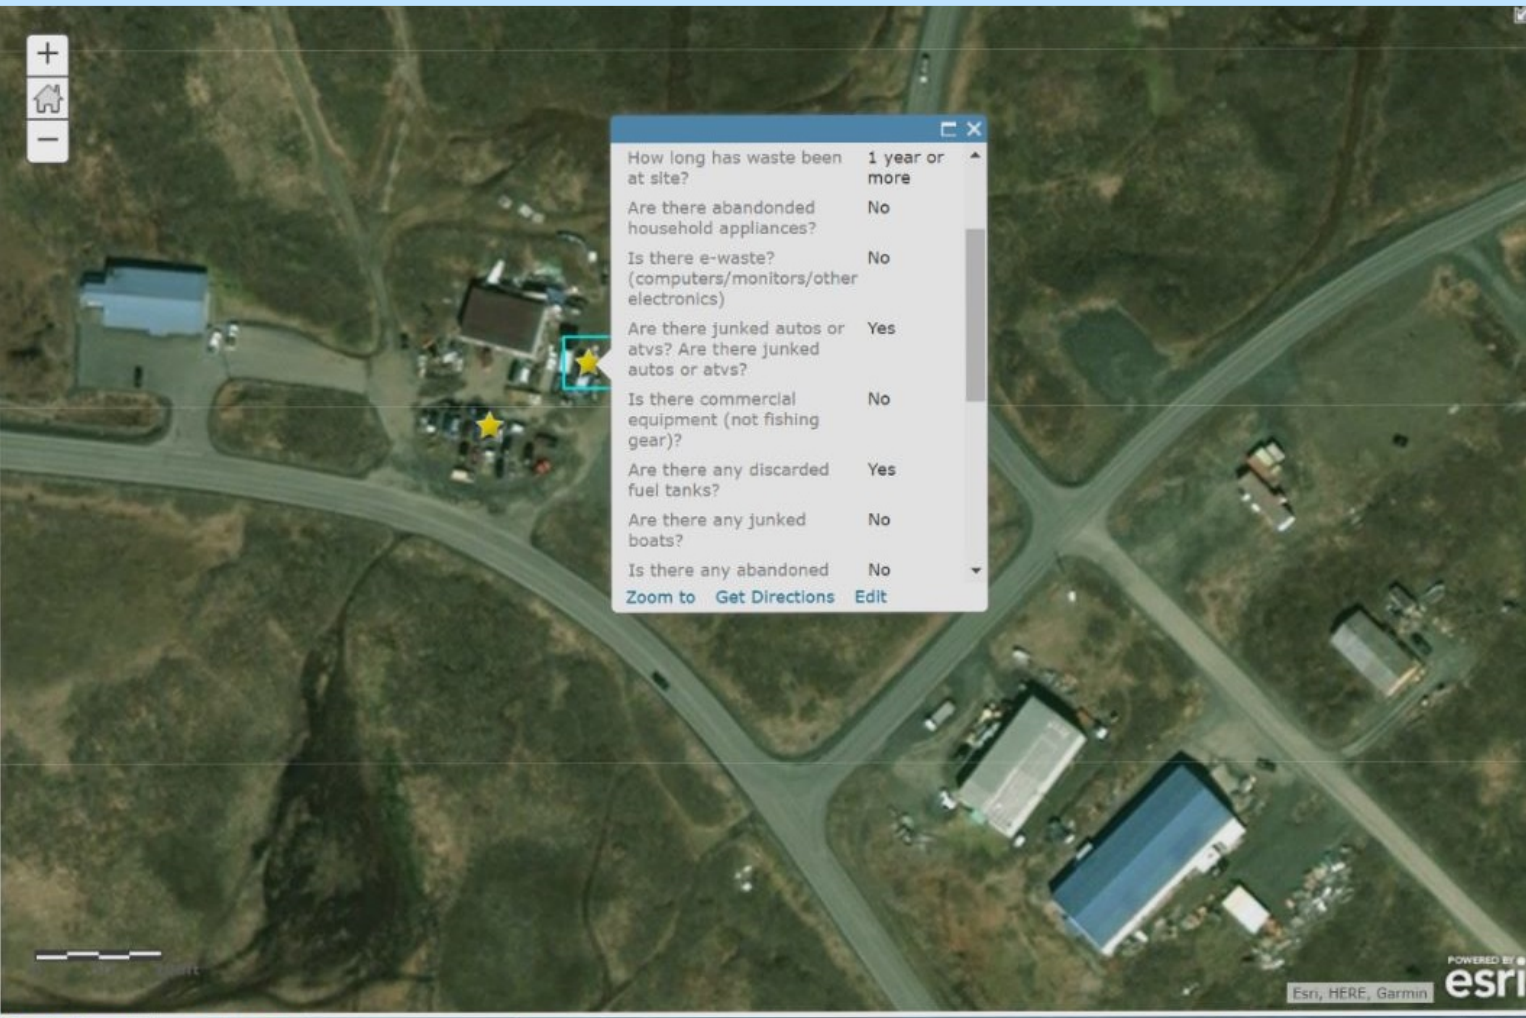 +
−
How long has waste been
at site?
1 year or
more
Are there abandonded
household appliances?
No
Is there e-waste?
(computers/monitors/other
electronics)
No
Are there junked autos or
atvs? Are there junked
autos or atvs?
Yes
Is there commercial
equipment (not fishing
gear)?
No
Are there any discarded
fuel tanks?
Yes
Are there any junked
boats?
No
Is there any abandoned
No
Zoom to Get Directions Edit
POWERED BY
esri
Esri, HERE, Garmin